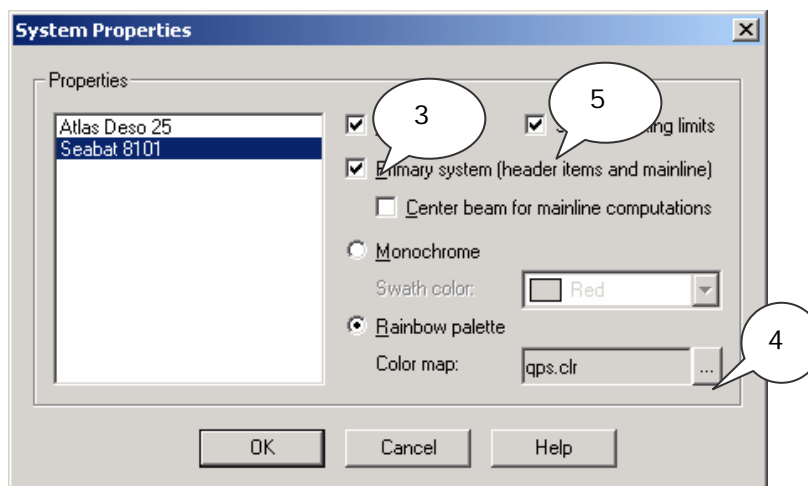 System Properties
Properties
Atlas Deso 25
Seabat 8101
3
5
limits
Primary system (header items and mainline)
Center beam for mainline computations
Monochrome
Swath color:
Red
Rainbow palette
Color map:
qps.clr
...
4
OK
Cancel
Help